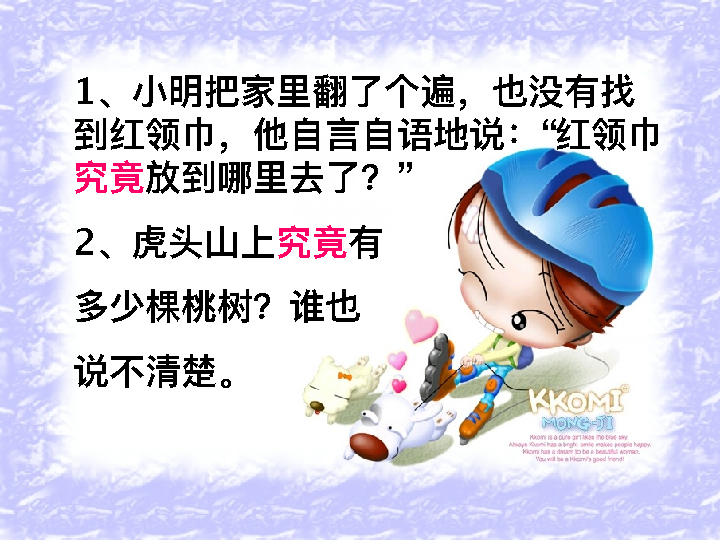 1、小明把家里翻了个遍，也没有找
到红领巾，他自言自语地说：“红领巾
究竟放到哪里去了？”
2、虎头山上究竟有
多少棵桃树？谁也
说不清楚。
KKOMI
MONG-JI
Kkomi is a cute girl likes the blue sky.
Always Kkomi has a bright smile makes people happy.
Kkomi has a dream to be a beautiful woman.
You will be a Kkomi's good friend!